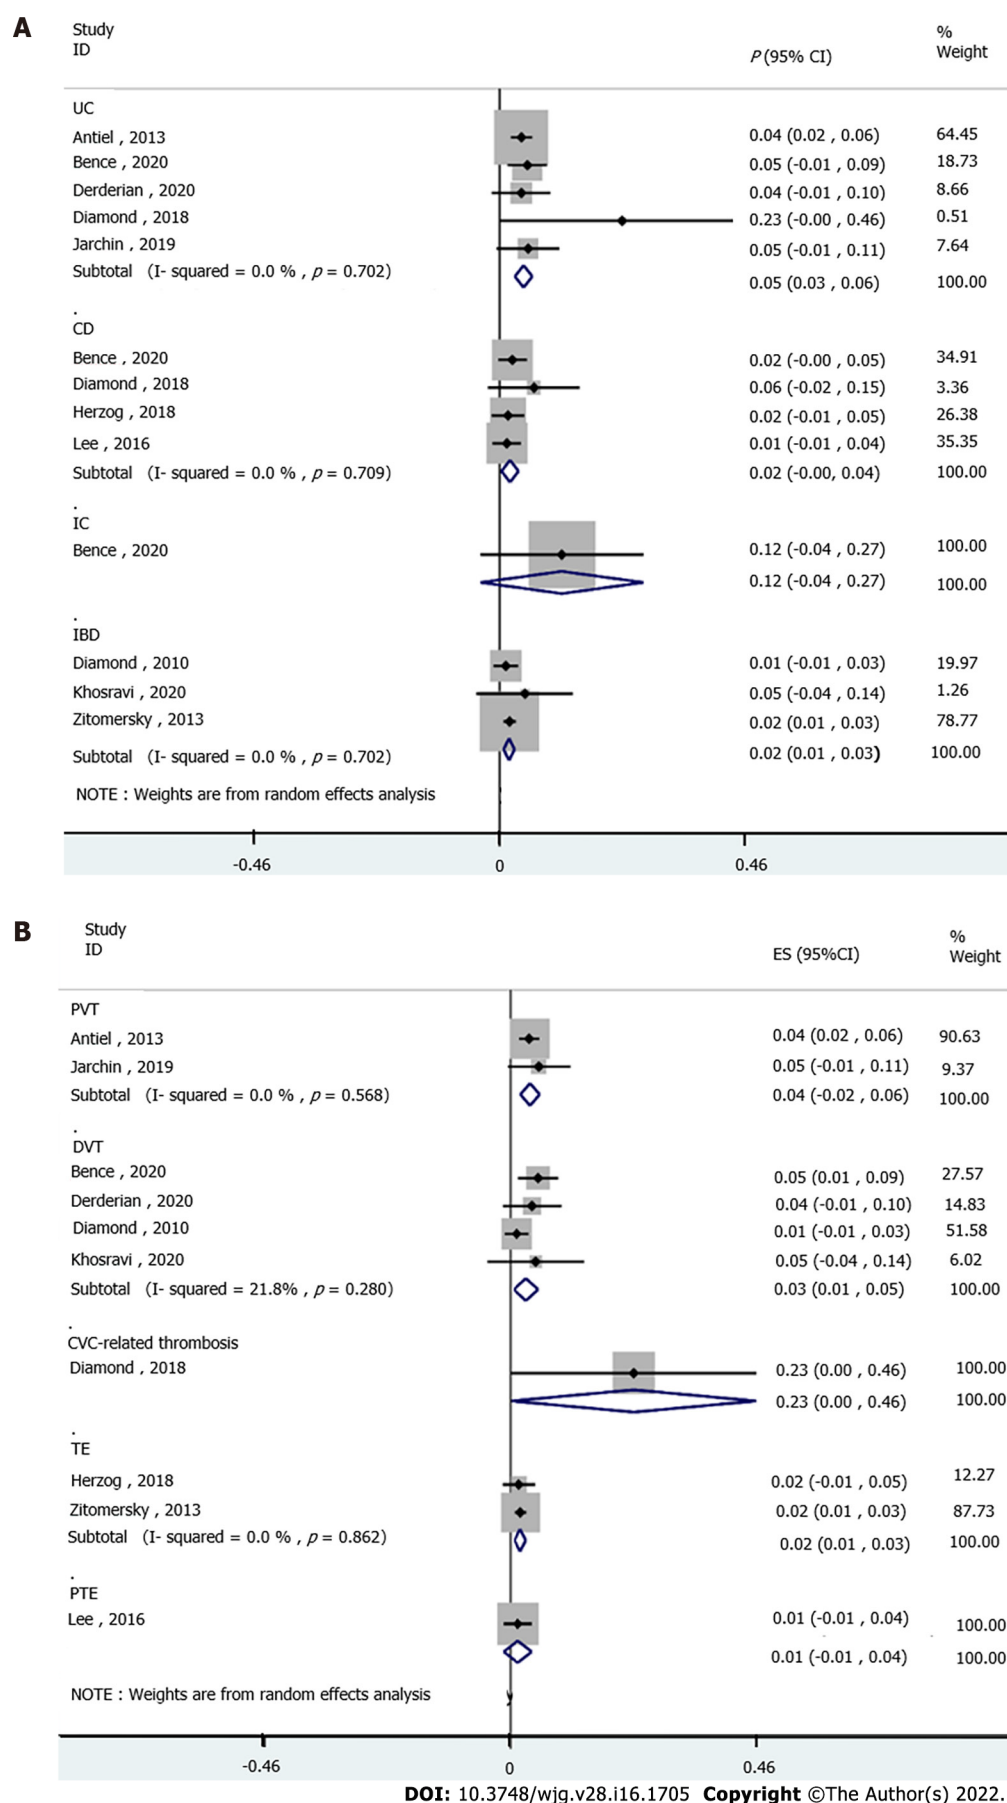 A
Study
ID
P (95% CI)
%
Weight
UC
Antiel , 2013 0.04 (0.02 , 0.06) 64.45
Bence , 2020 0.05 (-0.01 , 0.09) 18.73
Derderian , 2020 0.04 (-0.01 , 0.10) 8.66
Diamond , 2018 0.23 (-0.00 , 0.46) 0.51
Jarchin , 2019 0.05 (-0.01 , 0.11) 7.64
Subtotal (I- squared = 0.0 % , p = 0.702) 0.05 (0.03 , 0.06) 100.00
.
CD
Bence , 2020 0.02 (-0.00 , 0.05) 34.91
Diamond , 2018 0.06 (-0.02 , 0.15) 3.36
Herzog , 2018 0.02 (-0.01 , 0.05) 26.38
Lee , 2016 0.01 (-0.01 , 0.04) 35.35
Subtotal (I- squared = 0.0 % , p = 0.709) 0.02 (-0.00, 0.04) 100.00
.
IC
Bence , 2020 0.12 (-0.04 , 0.27) 100.00
0.12 (-0.04 , 0.27) 100.00
.
IBD
Diamond , 2010 0.01 (-0.01 , 0.03) 19.97
Khosravi , 2020 0.05 (-0.04 , 0.14) 1.26
Zitomersky , 2013 0.02 (0.01 , 0.03) 78.77
Subtotal (I- squared = 0.0 % , p = 0.702) 0.02 (0.01 , 0.03) 100.00
NOTE : Weights are from random effects analysis
-0.46 0 0.46
B
Study
ID
ES (95%CI)
%
Weight
PVT
Antiel , 2013 0.04 (0.02 , 0.06) 90.63
Jarchin , 2019 0.05 (-0.01 , 0.11) 9.37
Subtotal (I- squared = 0.0 % , p = 0.568) 0.04 (-0.02 , 0.06) 100.00
.
DVT
Bence , 2020 0.05 (0.01 , 0.09) 27.57
Derderian , 2020 0.04 (-0.01 , 0.10) 14.83
Diamond , 2010 0.01 (-0.01 , 0.03) 51.58
Khosravi , 2020 0.05 (-0.04 , 0.14) 6.02
Subtotal (I- squared = 21.8% , p = 0.280) 0.03 (0.01 , 0.05) 100.00
.
CVC-related thrombosis
Diamond , 2018 0.23 (0.00 , 0.46) 100.00
0.23 (0.00 , 0.46) 100.00
.
TE
Herzog , 2018 0.02 (-0.01 , 0.05) 12.27
Zitomersky , 2013 0.02 (0.01 , 0.03) 87.73
Subtotal (I- squared = 0.0 % , p = 0.862) 0.02 (0.01 , 0.03) 100.00
.
PTE
Lee , 2016 0.01 (-0.01 , 0.04) 100.00
0.01 (-0.01 , 0.04) 100.00
NOTE : Weights are from random effects analysis
-0.46 0 0.46
DOI: 10.3748/wjg.v28.i16.1705 Copyright ©The Author(s) 2022.